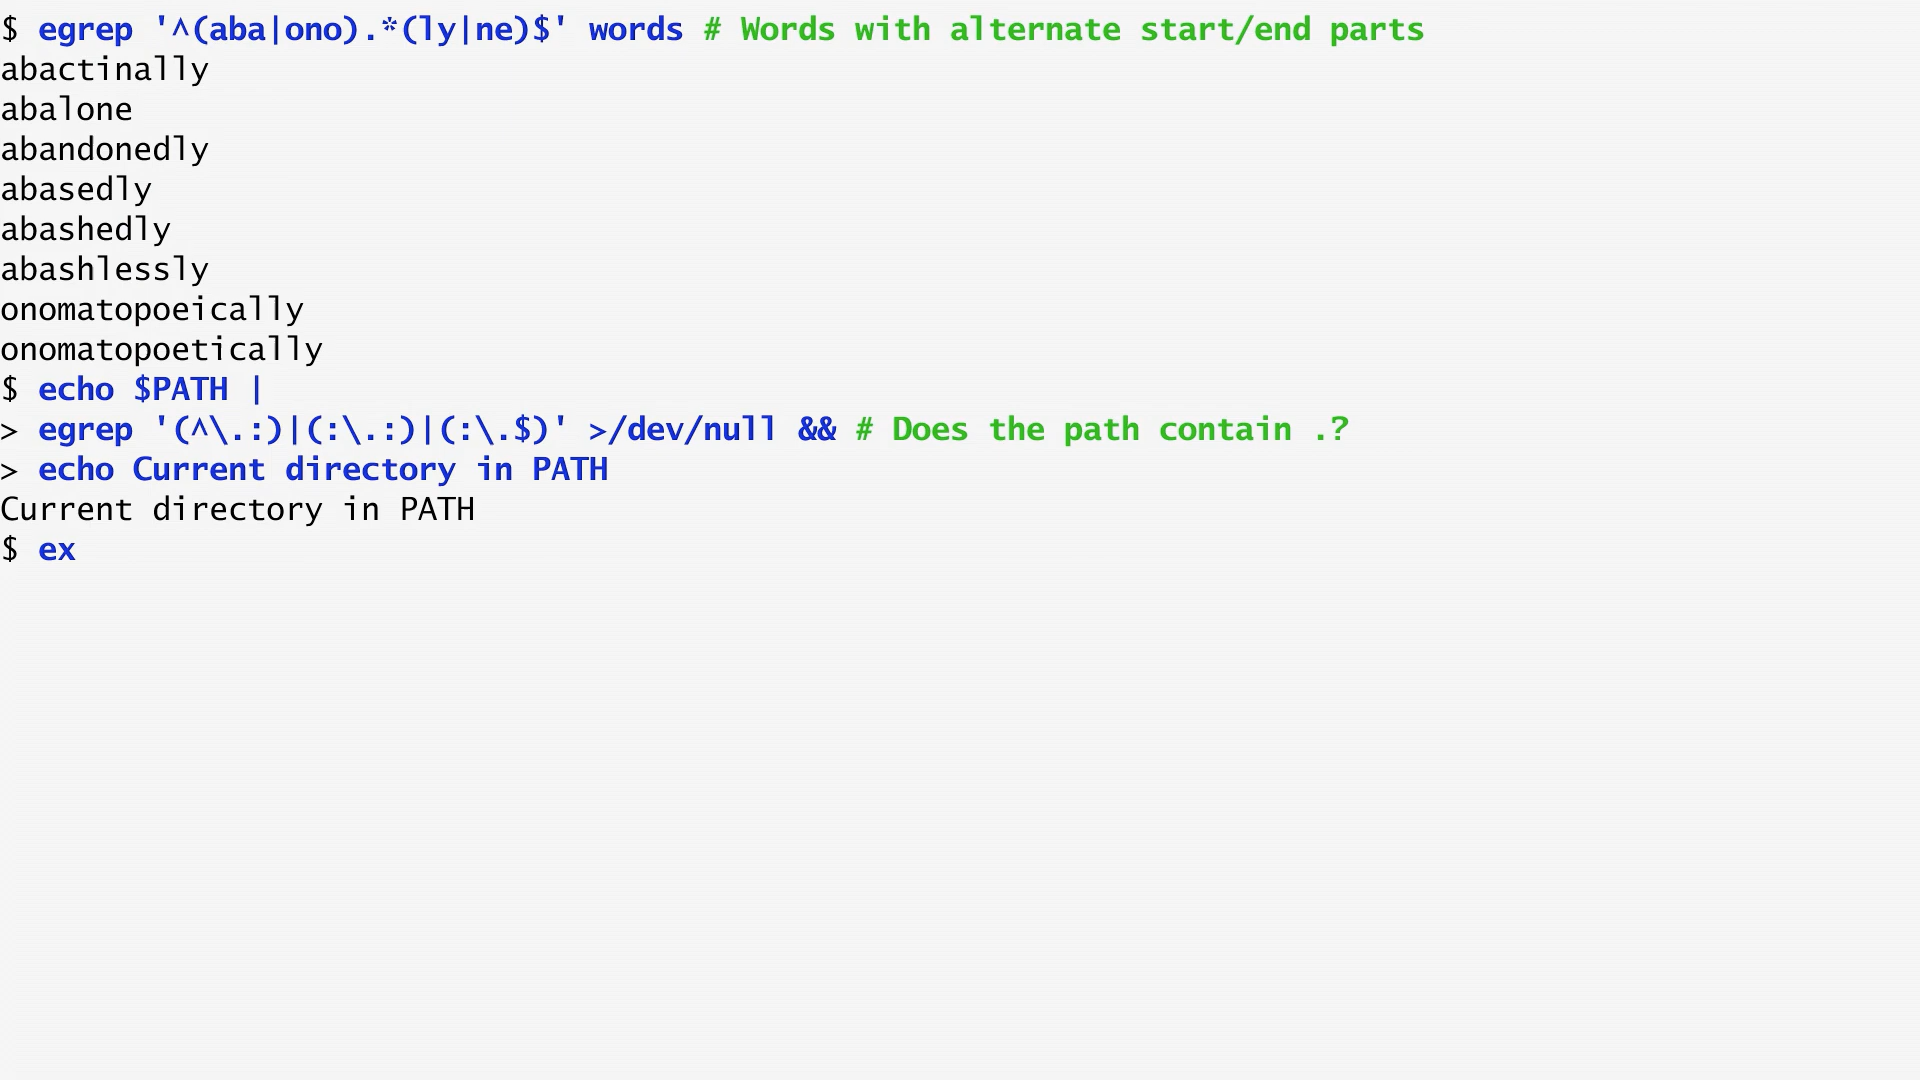 $ egrep '^(aba|ono).*(ly|ne)$' words # Words with alternate start/end parts
abactinally
abalone
abandonedly
abasedly
abashedly
abashlessly
onomatopoeically
onomatopoetically
$ echo $PATH |
> egrep '(^\.:)|(:\.:)|(:\.$)' >/dev/null && # Does the path contain .?
> echo Current directory in PATH
Current directory in PATH
$ ex